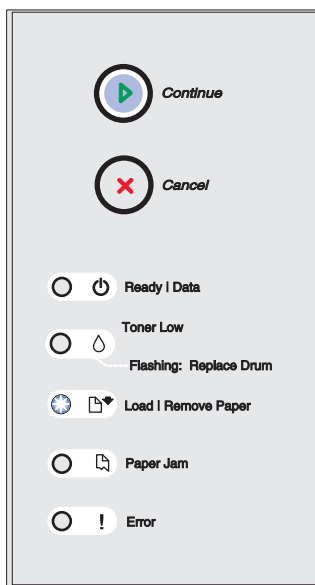 Continue
Cancel
Ready | Data
Toner Low
Flashing: Replace Drum
Load | Remove Paper
Paper Jam
! Error